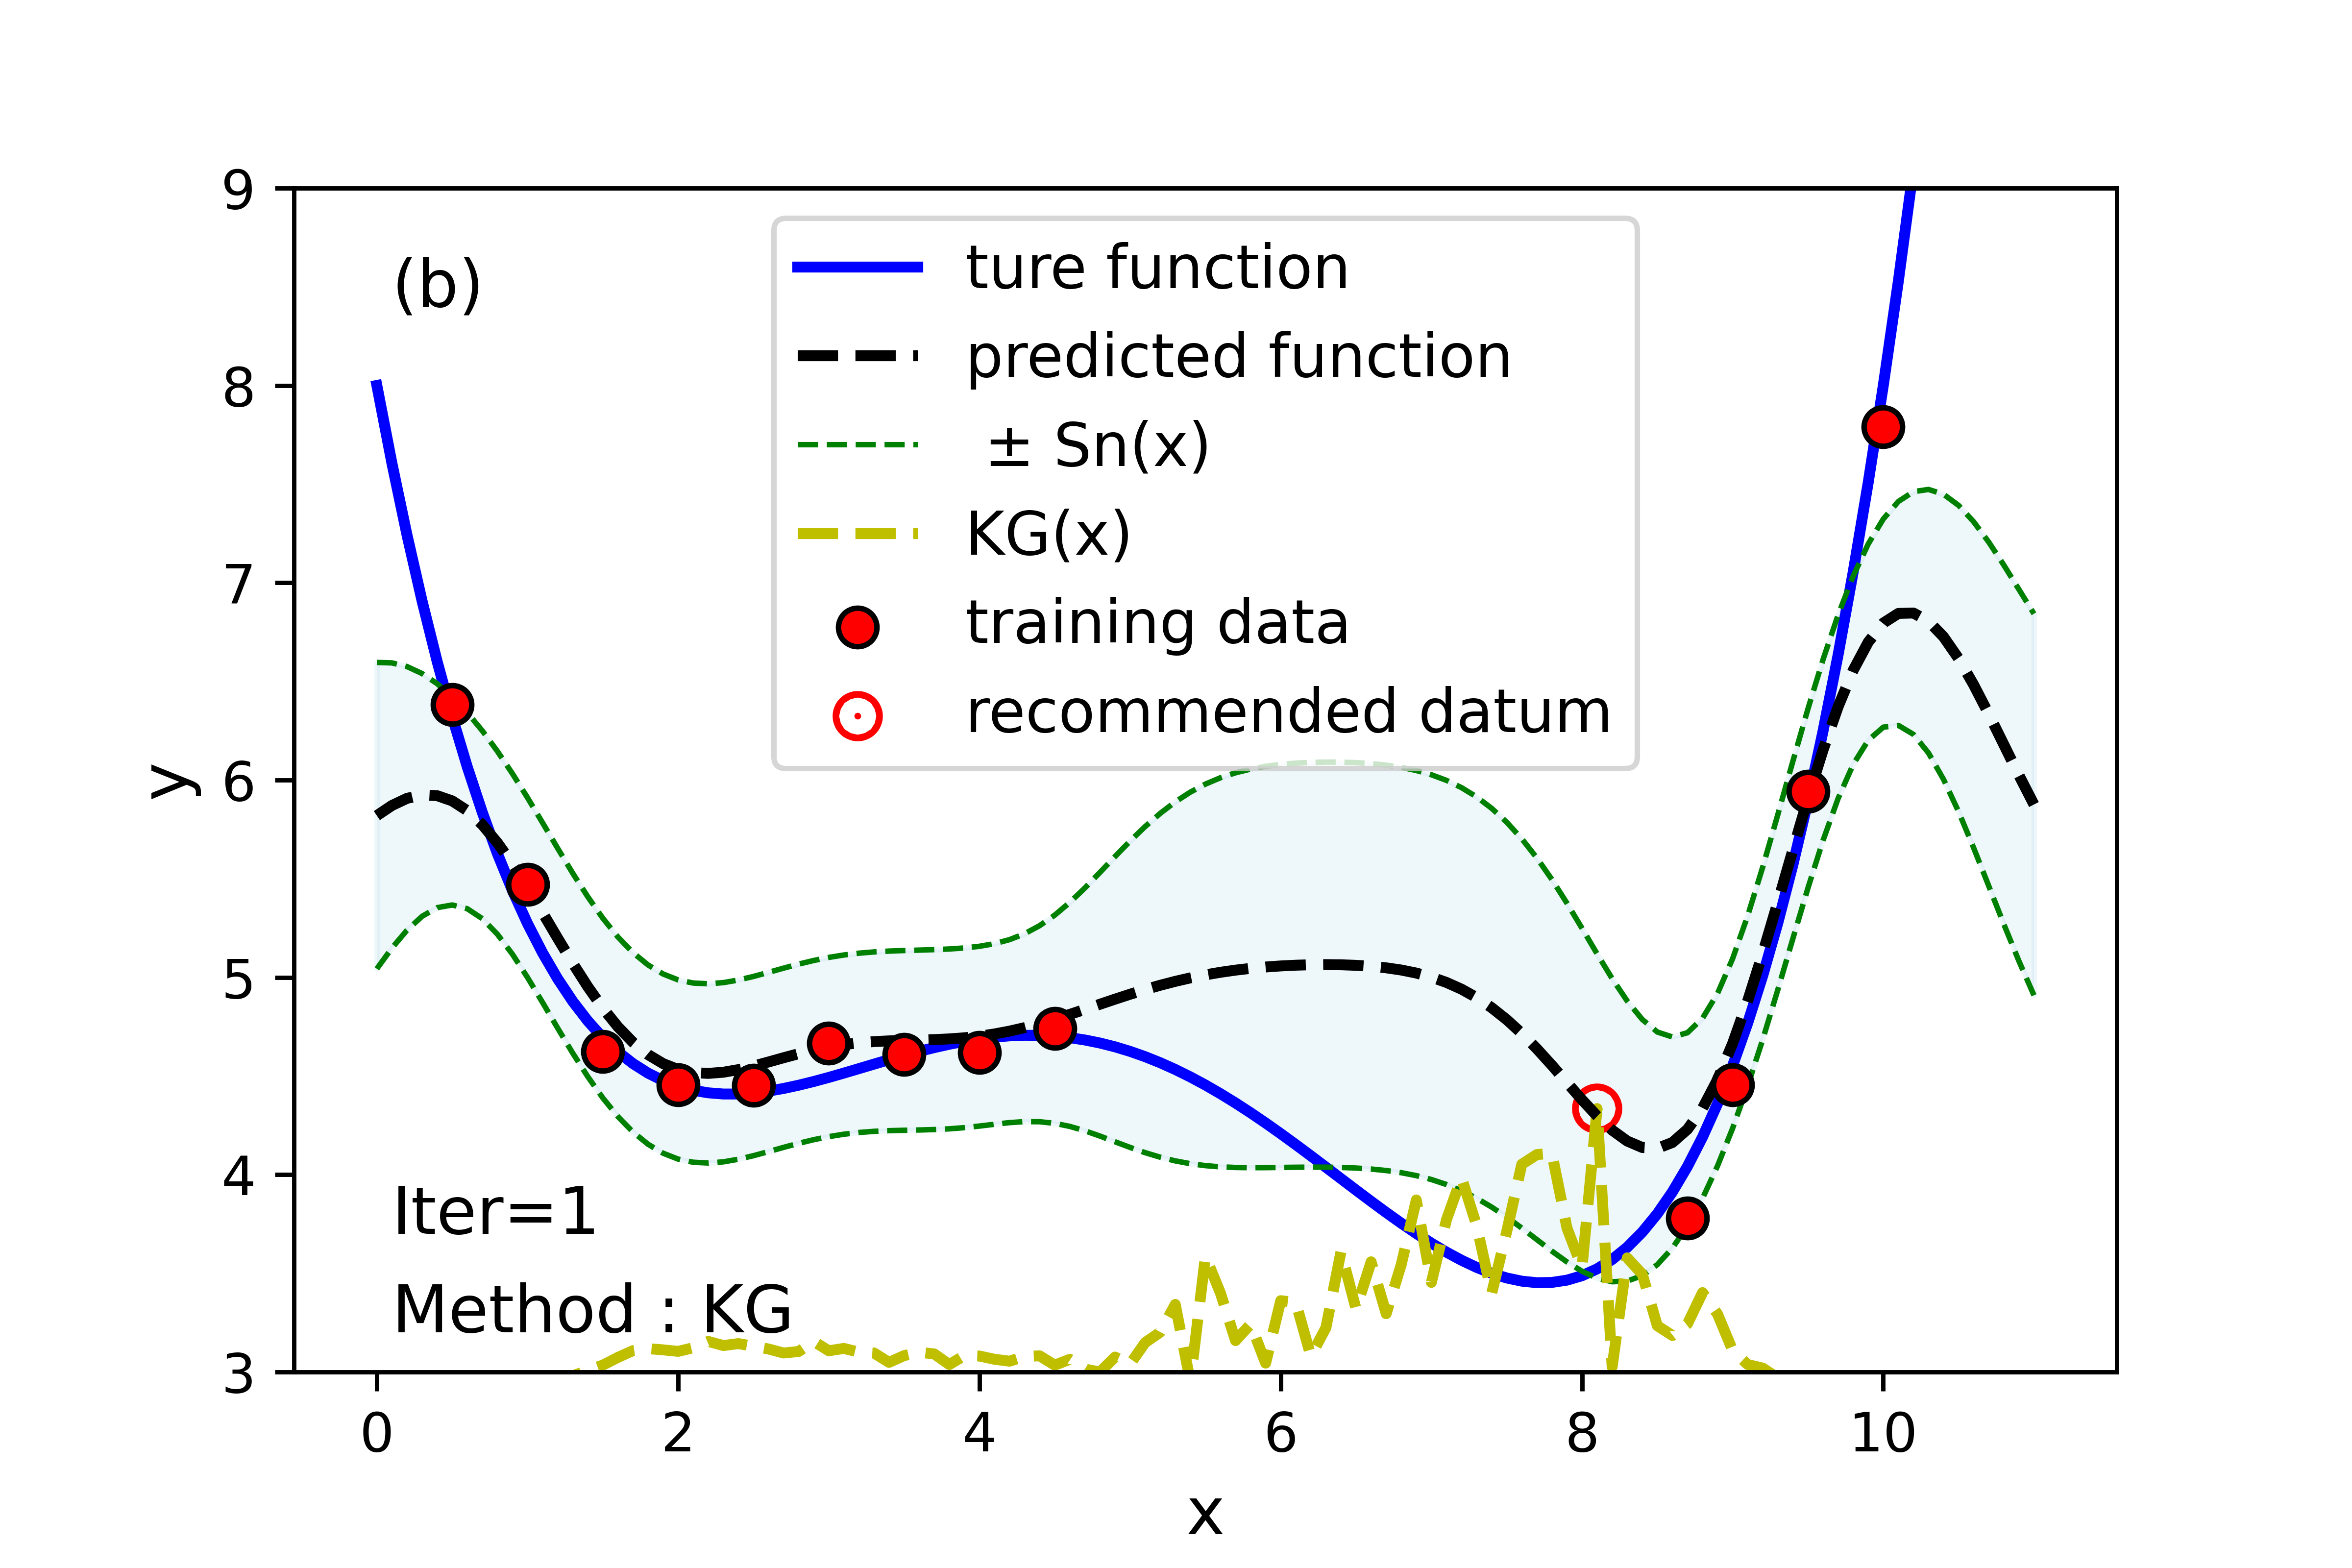 (b)
ture function
predicted function
± Sn(x)
KG(x)
training data
recommended datum
Iter=1
Method : KG
9
8
7
6
5
4
3
y
0 2 4 6 8 10
x